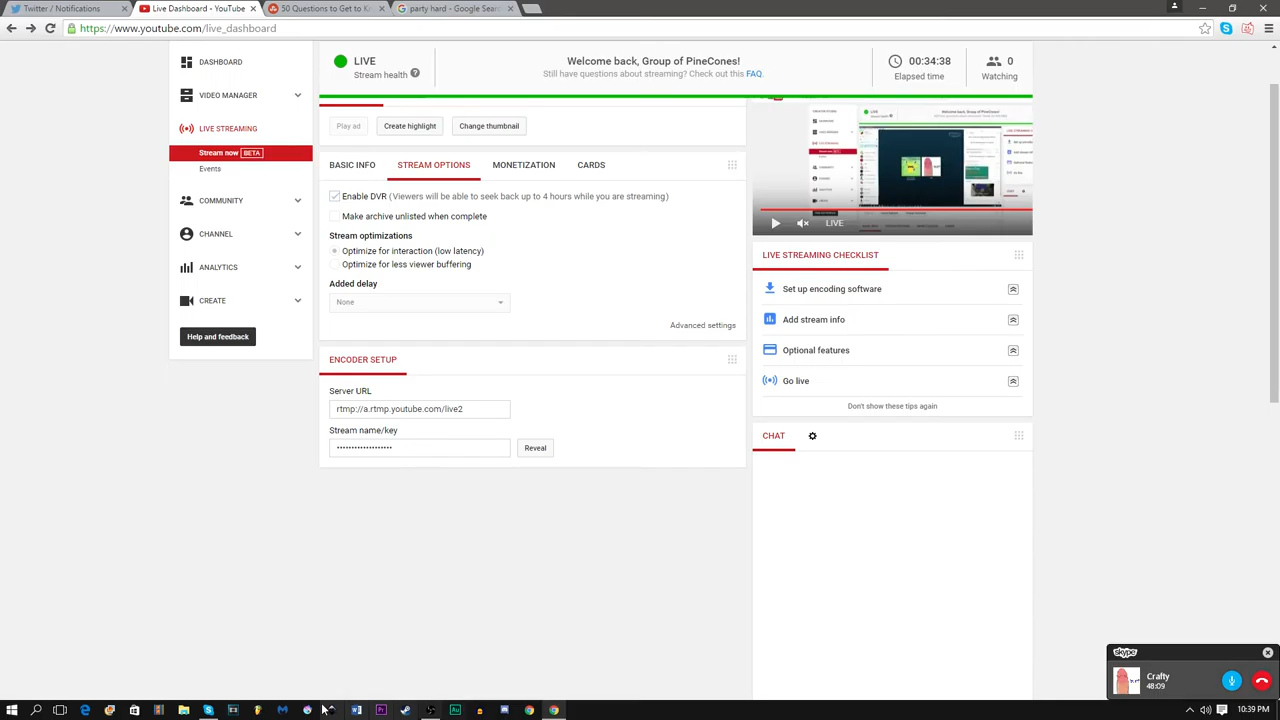 Twitter / Notifications
Live Dashboard - YouTube
50 Questions to Get to K
party hard - Google Sear
https://www.youtube.com/live_dashboard
DASHBOARD
VIDEO MANAGER
LIVE STREAMING
Stream now BETA
Events
COMMUNITY
CHANNEL
ANALYTICS
CREATE
Help and feedback
LIVE
Stream health ?
Welcome back, Group of PineCones!
Still have questions about streaming? Check out this FAQ.
00:34:38
Elapsed time
0
Watching
Play ad
Create highlight
Change thumbnail
BASIC INFO
STREAM OPTIONS
MONETIZATION
CARDS
Enable DVR (Viewers will be able to seek back up to 4 hours while you are streaming)
Make archive unlisted when complete
Stream optimizations
Optimize for interaction (low latency)
Optimize for less viewer buffering
Added delay
None
Advanced settings
ENCODER SETUP
Server URL
rtmp://a.rtmp.youtube.com/live2
Stream name/key
•••••••••••••••••••
Reveal
LIVE
LIVE STREAMING CHECKLIST
Set up encoding software
Add stream info
Optional features
Go live
Don't show these tips again
CHAT
skype
Crafty
48:09
10:39 PM